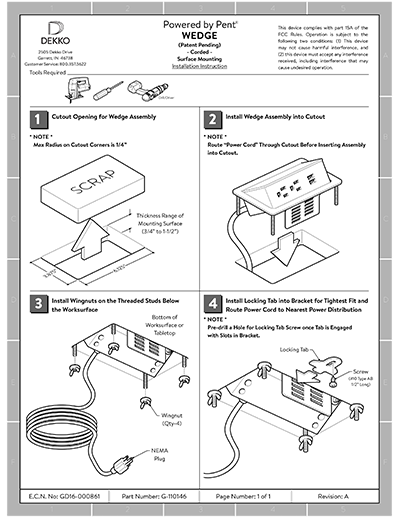 DEKKO
2505 Dekko Drive
Garrett, IN. 46738
Customer Service: 800.357.3622
Powered by Pent®
WEDGE
(Patent Pending)
- Corded -
Surface Mounting
Installation Instruction
This device complies with part 15A of the
FCC Rules. Operation is subject to the
following two conditions: (1) This device
may not cause harmful interference, and
(2) this device must accept any interference
received, including interference that may
cause undesired operation.
Tools Required
Drill/Driver
1 Cutout Opening for Wedge Assembly
* NOTE *
Max Radius on Cutout Corners is 1/4"
SCRAP
Thickness Range of
Mounting Surface
(3/4" to 1-1/2")
2 Install Wedge Assembly into Cutout
* NOTE *
Route "Power Cord" Through Cutout Before Inserting Assembly
into Cutout.
3 Install Wingnuts on the Threaded Studs Below
the Worksurface
Bottom of
Worksurface or
Tabletop
Wingnut
(Qty-4)
NEMA
Plug
4 Install Locking Tab into Bracket for Tightest Fit and
Route Power Cord to Nearest Power Distribution
* NOTE *
Pre-drill a Hole for Locking Tab Screw once Tab is Engaged
with Slots in Bracket.
Locking Tab
Screw
(#10 Type AB
1/2" Long)
E.C.N. No: GD16-000861
Part Number: G-110146
Page Number: 1 of 1
Revision: A